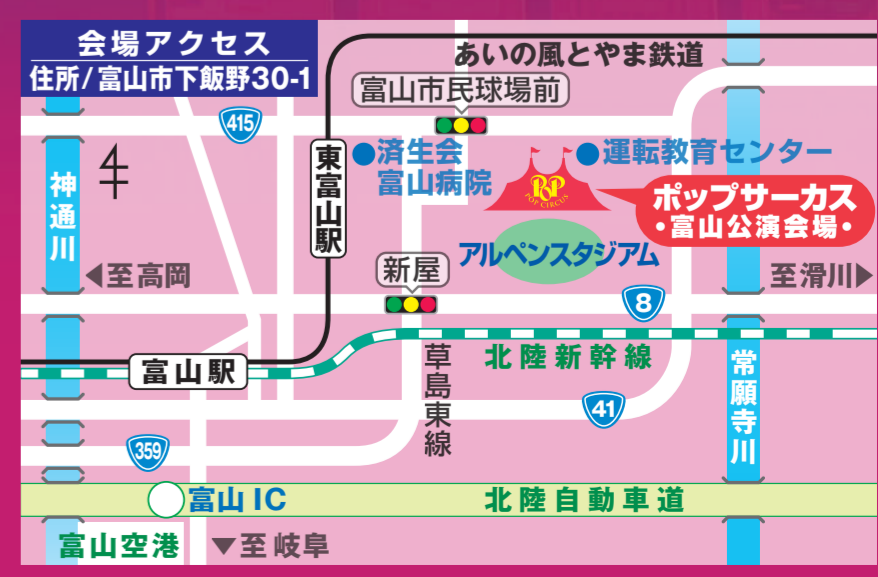 会場アクセス
住所/富山市下飯野30-1
あいの風とやま鉄道
富山市民球場前
415
東富山駅
済生会
富山病院
運転教育センター
神通川
POP
POP CIRCUS
ポップサーカス
・富山公演会場・
アルペンスタジアム
新屋
◀至高岡
至滑川▶
8
北陸新幹線
富山駅
草島東線
常願寺川
41
359
富山IC
北陸自動車道
富山空港
▼至岐阜